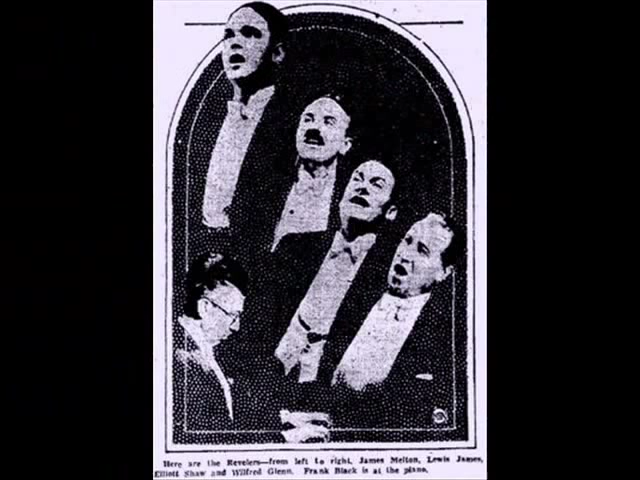 Here are the Revelers—from left to right, James Melton, Lewis James,
Elliott Shaw and Wilfred Glenn. Frank Black is at the piano.